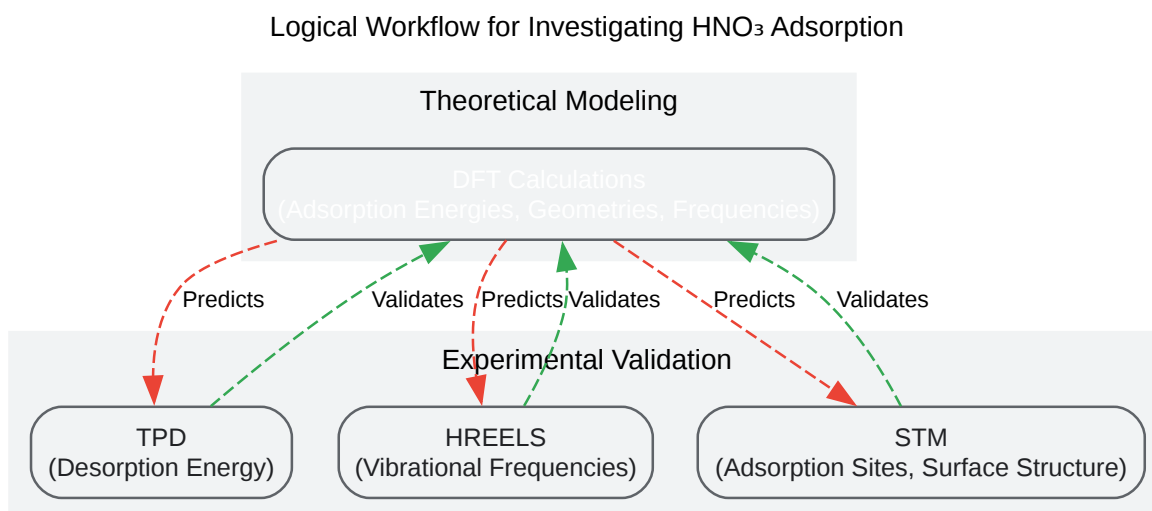 Logical Workflow for Investigating HNO₃ Adsorption
Theoretical Modeling
DFT Calculations
(Adsorption Energies, Geometries, Frequencies)
Predicts
Validates
Predicts
Validates
Predicts
Validates
Experimental Validation
TPD
(Desorption Energy)
HREELS
(Vibrational Frequencies)
STM
(Adsorption Sites, Surface Structure)